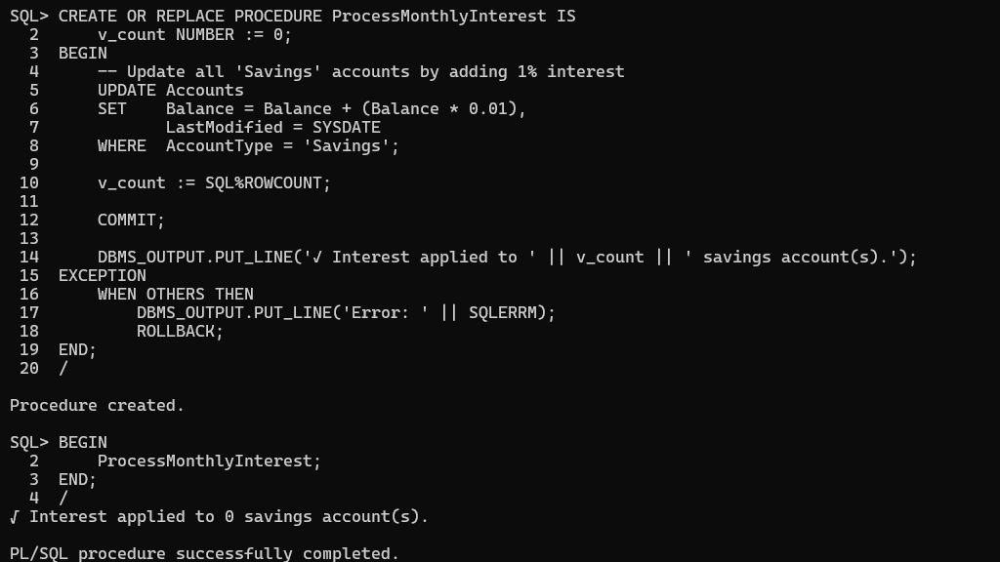 SQL> CREATE OR REPLACE PROCEDURE ProcessMonthlyInterest IS
  2      v_count NUMBER := 0;
  3  BEGIN
  4      -- Update all 'Savings' accounts by adding 1% interest
  5      UPDATE Accounts
  6      SET    Balance = Balance + (Balance * 0.01),
  7             LastModified = SYSDATE
  8      WHERE  AccountType = 'Savings';
  9
 10      v_count := SQL%ROWCOUNT;
 11
 12      COMMIT;
 13
 14      DBMS_OUTPUT.PUT_LINE('√ Interest applied to ' || v_count || ' savings account(s).');
 15  EXCEPTION
 16      WHEN OTHERS THEN
 17          DBMS_OUTPUT.PUT_LINE('Error: ' || SQLERRM);
 18          ROLLBACK;
 19  END;
 20  /
Procedure created.
SQL> BEGIN
  2      ProcessMonthlyInterest;
  3  END;
  4  /
√ Interest applied to 0 savings account(s).
PL/SQL procedure successfully completed.